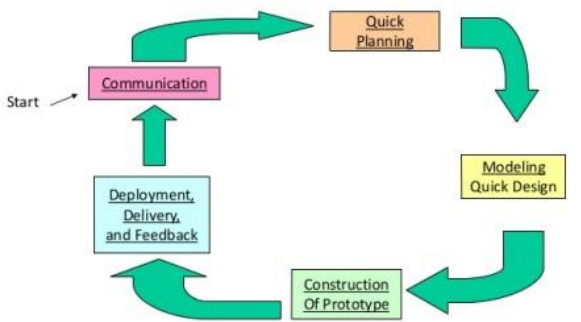 Quick
Planning
Communication
Start
Modeling
Quick Design
Deployment,
Delivery,
and Feedback
Construction
Of Prototype